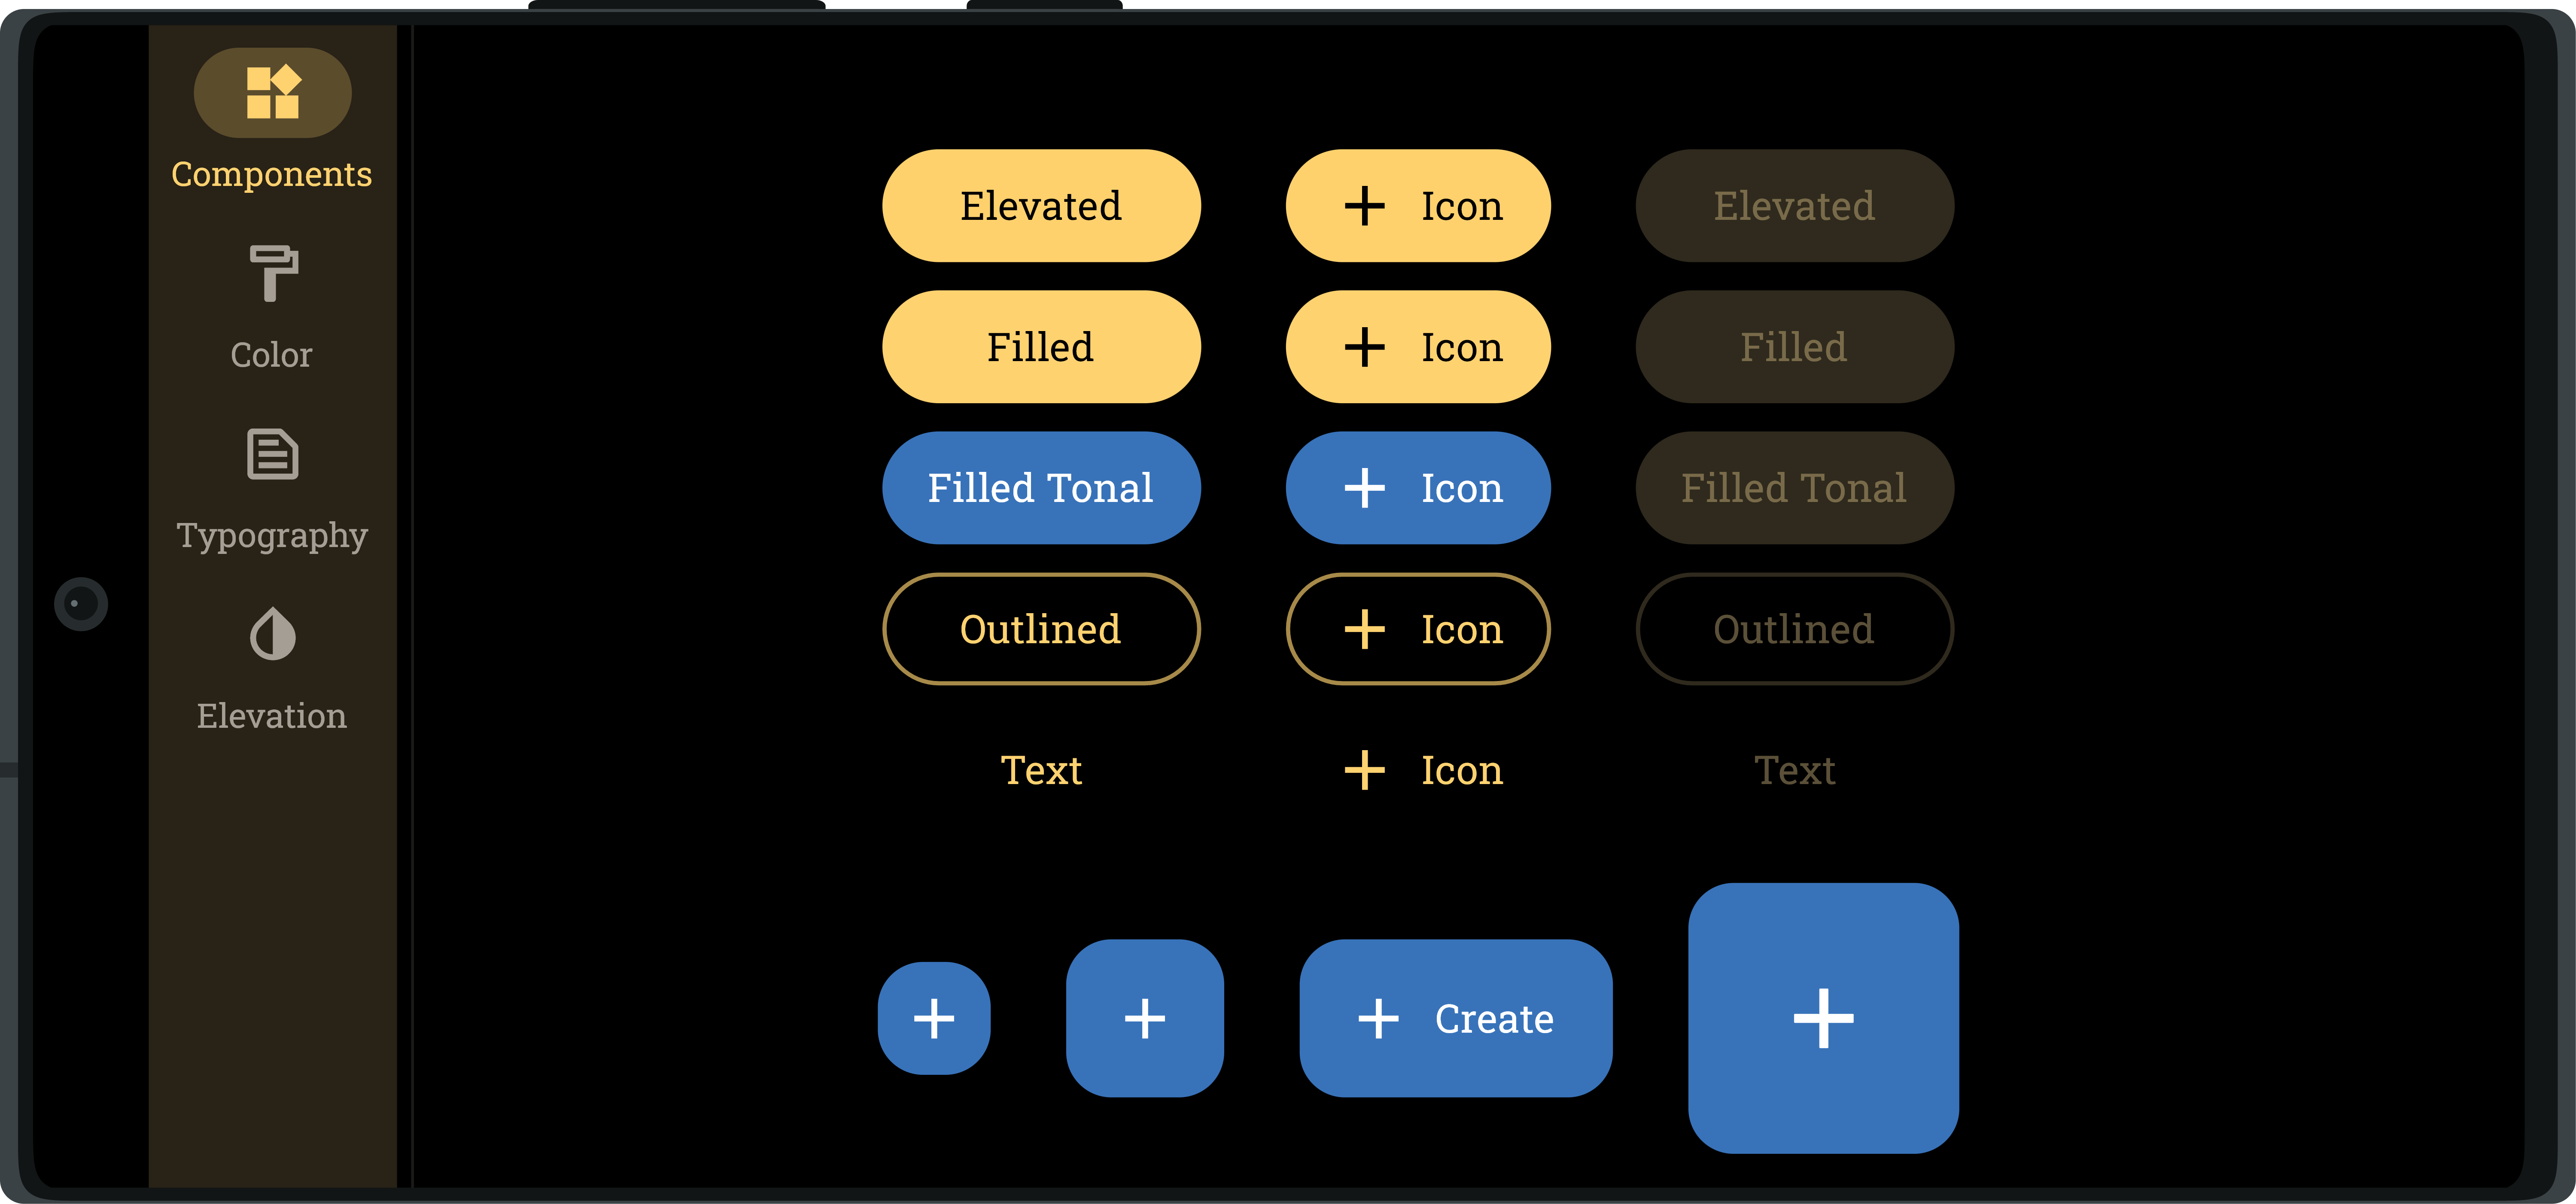 Components
Color
Typography
Elevation
Elevated Icon Elevated
Filled Icon Filled
Filled Tonal Icon Filled Tonal
Outlined Icon Outlined
Text Icon Text
Create